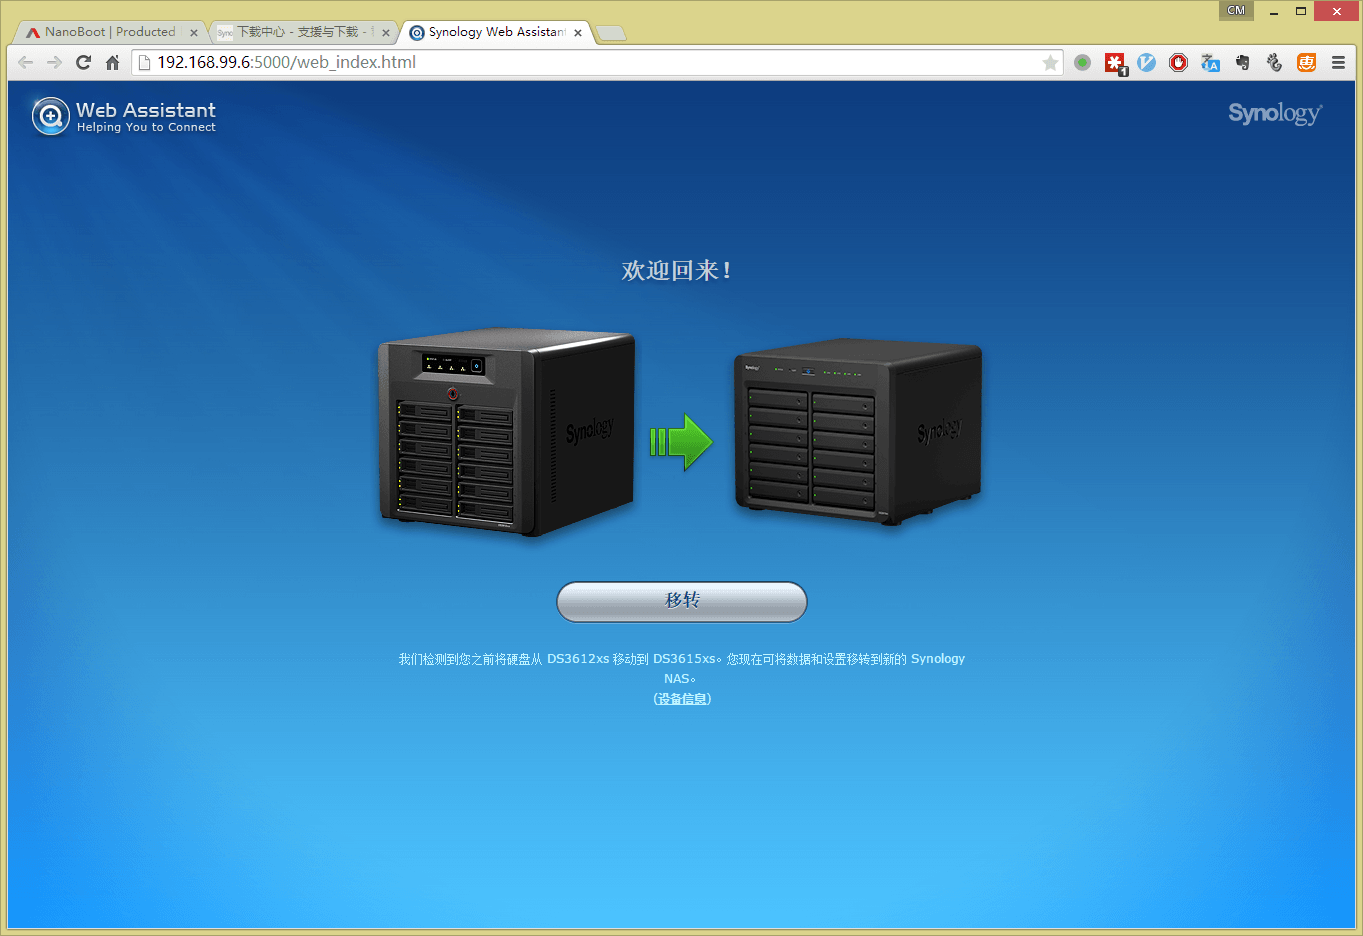 CM
NanoBoot | Producted
下载中心 - 支援与下载 -
Synology Web Assistan
192.168.99.6:5000/web_index.html
1
Web Assistant
Helping You to Connect
Synology
欢迎回来！
Synology
Synology
Synology
移转
我们检测到您之前将硬盘从 DS3612xs 移动到 DS3615xs。您现在可将数据和设置移转到新的 Synology
NAS。
(设备信息)